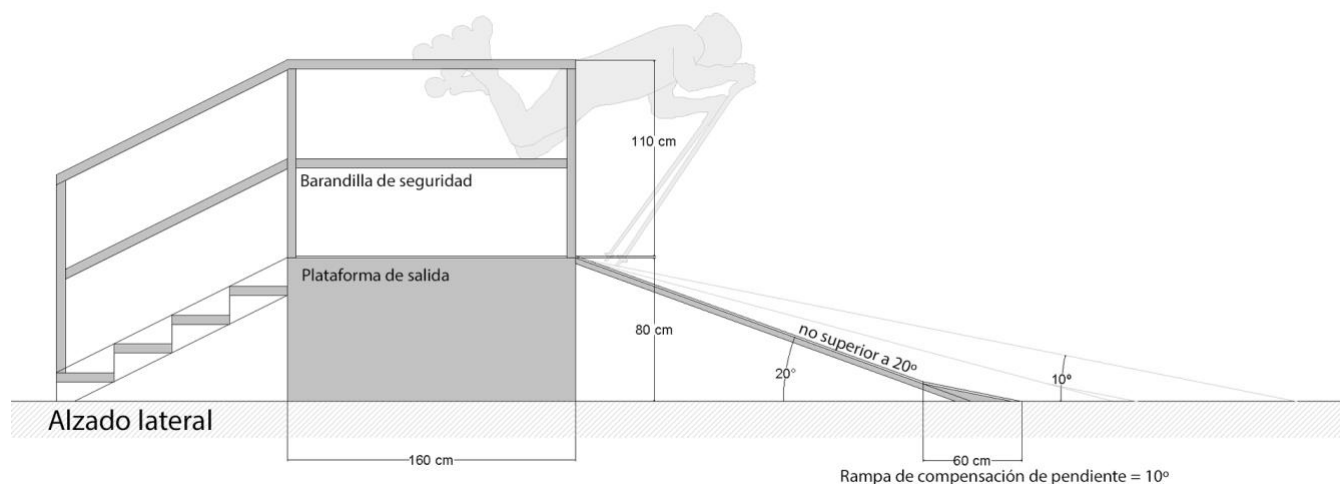 110 cm
Barandilla de seguridad
Plataforma de salida
80 cm
no superior a 20º
20°
10º
Alzado lateral
160 cm
60 cm
Rampa de compensación de pendiente = 10º